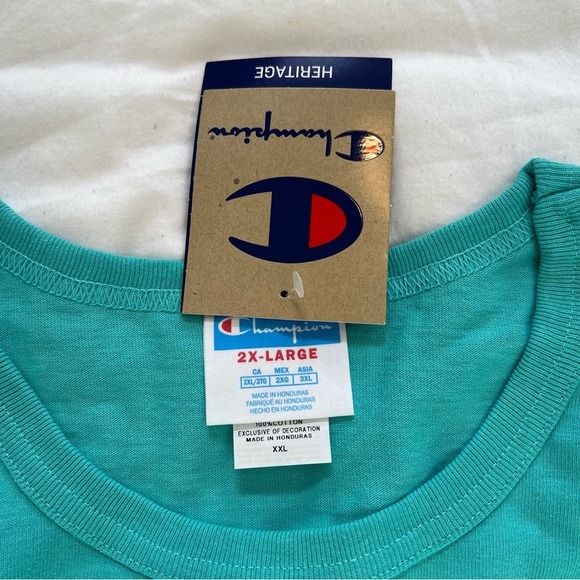 HERITAGE
Champion
®
Champion
2X-LARGE
CA MEX ASIA
2XL/2TG 2XG 3XL
MADE IN HONDURAS
FABRIQUÉ AU HONDURAS
HECHO EN HONDURAS
100% COTTON
EXCLUSIVE OF DECORATION
MADE IN HONDURAS
XXL